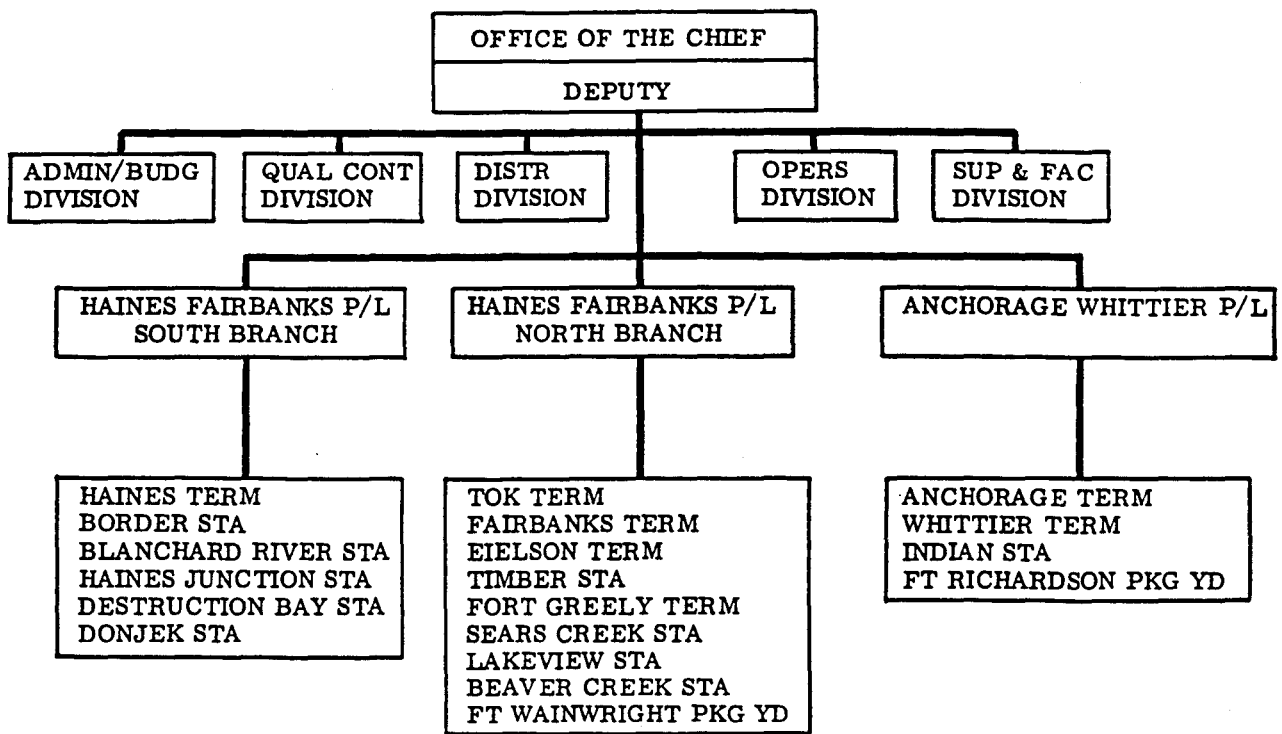 OFFICE OF THE CHIEF
DEPUTY
ADMIN/BUDG
DIVISION
QUAL CONT
DIVISION
DISTR
DIVISION
OPERS
DIVISION
SUP & FAC
DIVISION
HAINES FAIRBANKS P/L
SOUTH BRANCH
HAINES FAIRBANKS P/L
NORTH BRANCH
ANCHORAGE WHITTIER P/L
HAINES TERM
BORDER STA
BLANCHARD RIVER STA
HAINES JUNCTION STA
DESTRUCTION BAY STA
DONJEK STA
TOK TERM
FAIRBANKS TERM
EIELSON TERM
TIMBER STA
FORT GREELY TERM
SEARS CREEK STA
LAKEVIEW STA
BEAVER CREEK STA
FT WAINWRIGHT PKG YD
ANCHORAGE TERM
WHITTIER TERM
INDIAN STA
FT RICHARDSON PKG YD